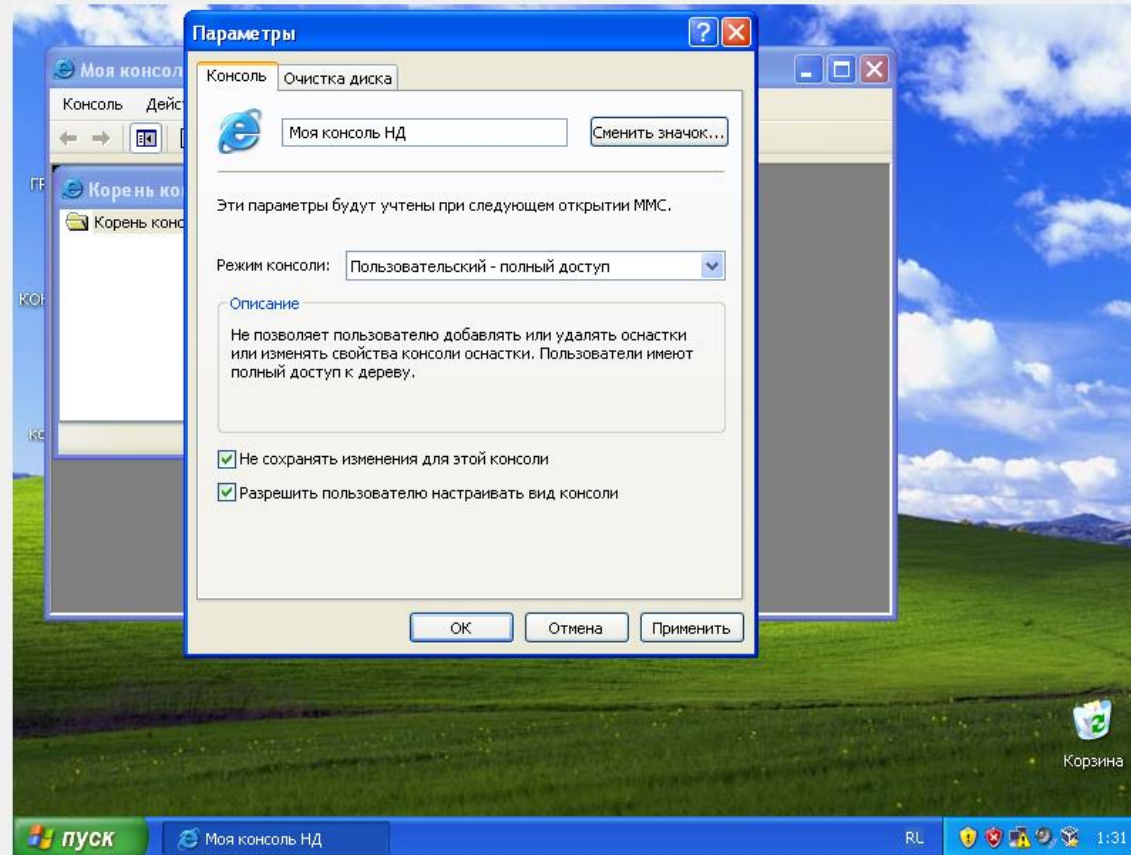 Параметры
Моя консол
Консоль Дейс
Консоль Очистка диска
Моя консоль НД
Сменить значок...
Корень ко
Корень конс
Эти параметры будут учтены при следующем открытии MMC.
Режим консоли: Пользовательский - полный доступ
Описание
Не позволяет пользователю добавлять или удалять оснастки
или изменять свойства консоли оснастки. Пользователи имеют
полный доступ к дереву.
Не сохранять изменения для этой консоли
Разрешить пользователю настраивать вид консоли
ОК Отмена Применить
Корзина
пуск
Моя консоль НД
RL
1:31